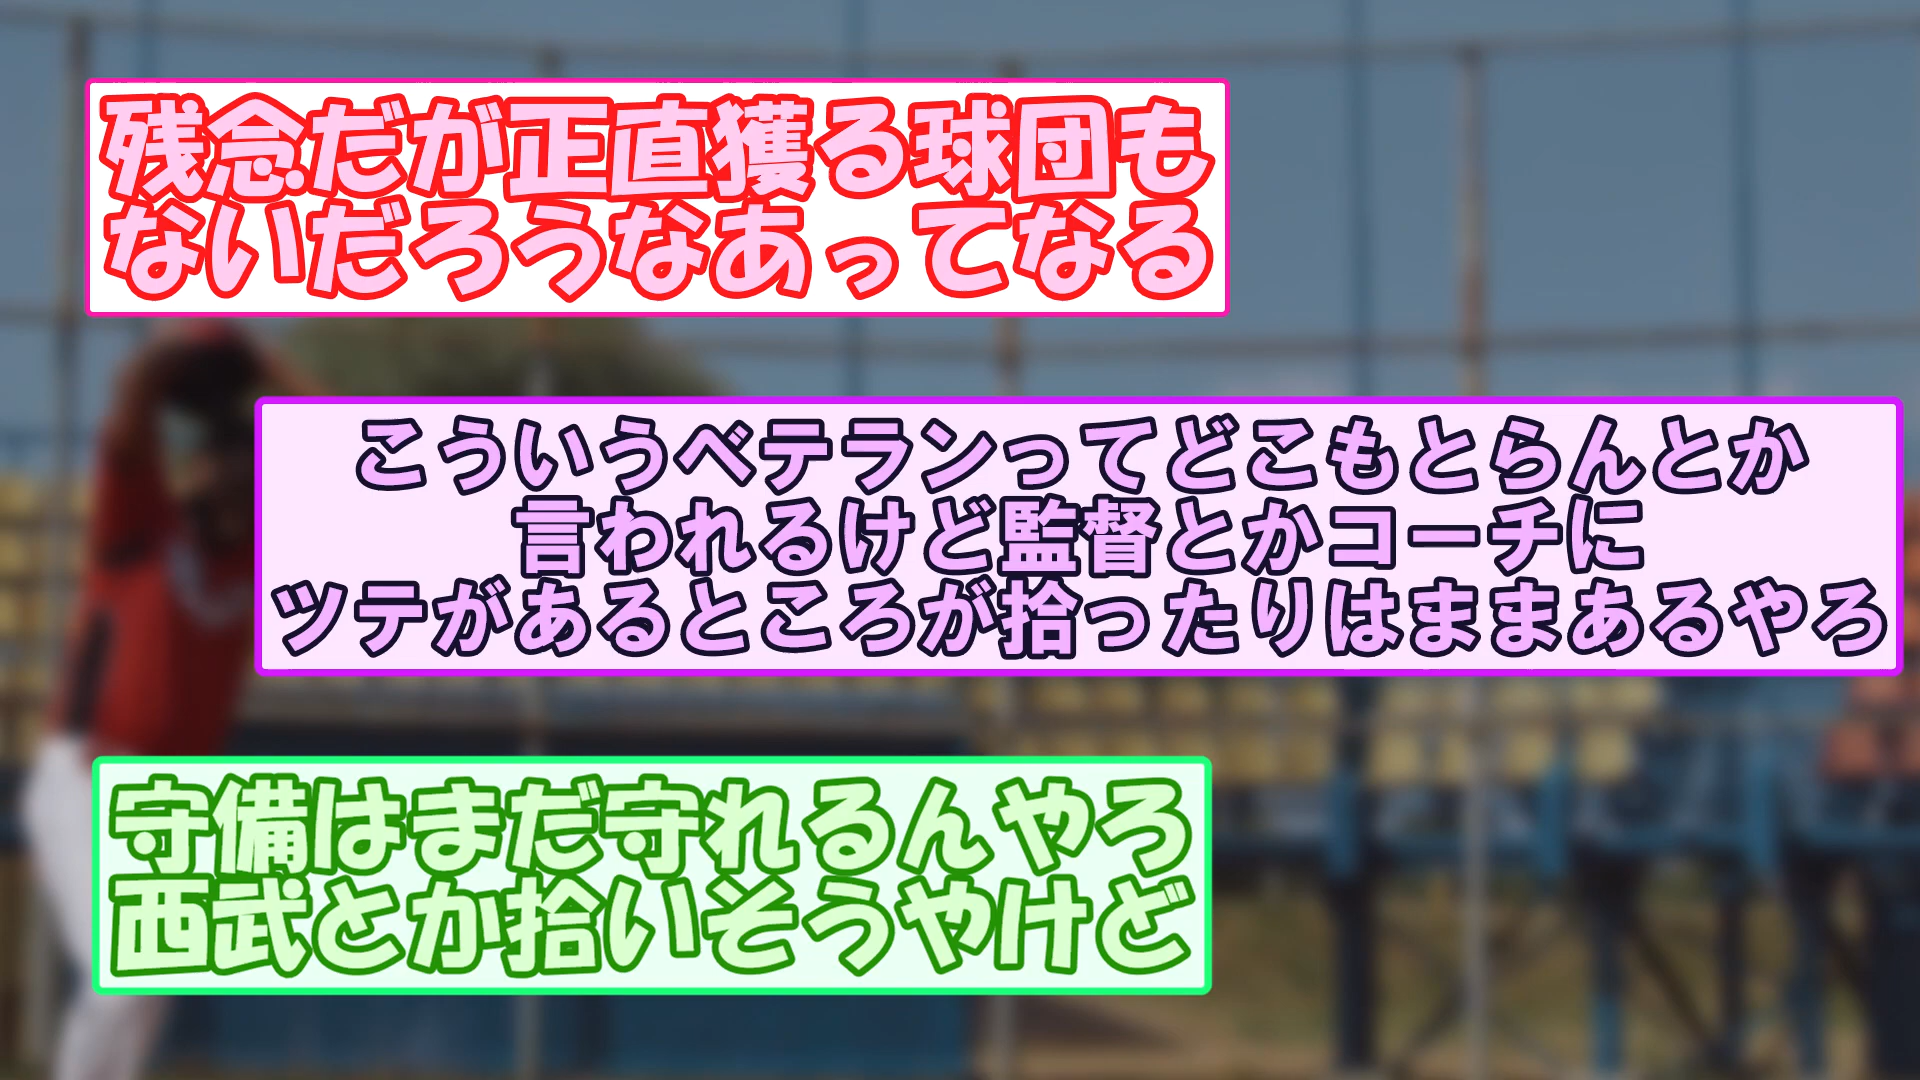 残念だが正直獲る球団も
ないだろうなあってなる
こういうベテランってどこもとらんとか
言われるけど監督とかコーチに
ツテがあるところが拾ったりはままあるやろ
守備はまだ守れるんやろ
西武とか拾いそうやけど